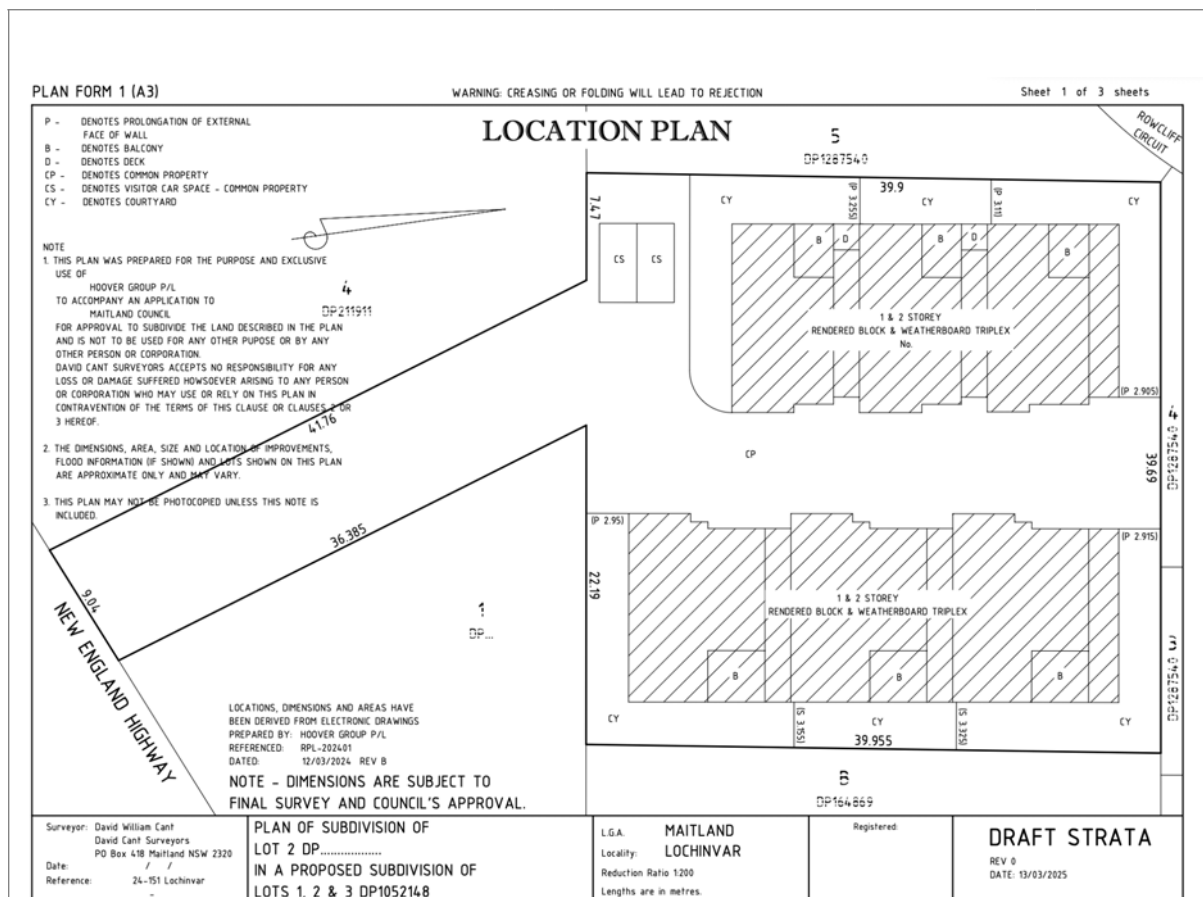 PLAN FORM 1 (A3)
WARNING: CREASING OR FOLDING WILL LEAD TO REJECTION
Sheet 1 of 3 sheets
P - DENOTES PROLONGATION OF EXTERNAL
FACE OF WALL
B - DENOTES BALCONY
D - DENOTES DECK
CP - DENOTES COMMON PROPERTY
CS - DENOTES VISITOR CAR SPACE - COMMON PROPERTY
CY - DENOTES COURTYARD
LOCATION PLAN
5
DP1287540
ROWCLIFF
CIRCUIT
NOTE
1. THIS PLAN WAS PREPARED FOR THE PURPOSE AND EXCLUSIVE
USE OF
HOOVER GROUP P/L
TO ACCOMPANY AN APPLICATION TO
MAITLAND COUNCIL
FOR APPROVAL TO SUBDIVIDE THE LAND DESCRIBED IN THE PLAN
AND IS NOT TO BE USED FOR ANY OTHER PUPOSE OR BY ANY
OTHER PERSON OR CORPORATION.
DAVID CANT SURVEYORS ACCEPTS NO RESPONSIBILITY FOR ANY
LOSS OR DAMAGE SUFFERED HOWSOEVER ARISING TO ANY PERSON
OR CORPORATION WHO MAY USE OR RELY ON THIS PLAN IN
CONTRAVENTION OF THE TERMS OF THIS CLAUSE OR CLAUSES 2 OR
3 HEREOF.
2. THE DIMENSIONS, AREA, SIZE AND LOCATION OF IMPROVEMENTS,
FLOOD INFORMATION (IF SHOWN) AND LOTS SHOWN ON THIS PLAN
ARE APPROXIMATE ONLY AND MAY VARY.
3. THIS PLAN MAY NOT BE PHOTOCOPIED UNLESS THIS NOTE IS
INCLUDED.
4
DP211911
41.76
36.385
9.04
NEW ENGLAND HIGHWAY
1
DP...
7.47
CS
CS
CY
(P 3.255)
39.9
CY
(P 3.11)
CY
B
D
B
D
B
1 & 2 STOREY
RENDERED BLOCK & WEATHERBOARD TRIPLEX
No.
(P 2.905)
CP
39.69
DP1287540 4
(P 2.95)
(P 2.915)
22.19
1 & 2 STOREY
RENDERED BLOCK & WEATHERBOARD TRIPLEX
B
B
B
CY
(S 3.155)
CY
39.955
(S 3.325)
CY
DP1287540 3
B
DP164869
LOCATIONS, DIMENSIONS AND AREAS HAVE
BEEN DERIVED FROM ELECTRONIC DRAWINGS
PREPARED BY: HOOVER GROUP P/L
REFERENCED: RPL-202401
DATED: 12/03/2024 REV B
NOTE - DIMENSIONS ARE SUBJECT TO
FINAL SURVEY AND COUNCIL'S APPROVAL.
Surveyor: David William Cant
David Cant Surveyors
PO Box 418 Maitland NSW 2320
Date: / /
Reference: 24-151 Lochinvar
-
PLAN OF SUBDIVISION OF
LOT 2 DP..................
IN A PROPOSED SUBDIVISION OF
LOTS 1, 2 & 3 DP1052148
L.G.A. MAITLAND
Locality: LOCHINVAR
Reduction Ratio 1:200
Lengths are in metres.
Registered:
DRAFT STRATA
REV 0
DATE: 13/03/2025